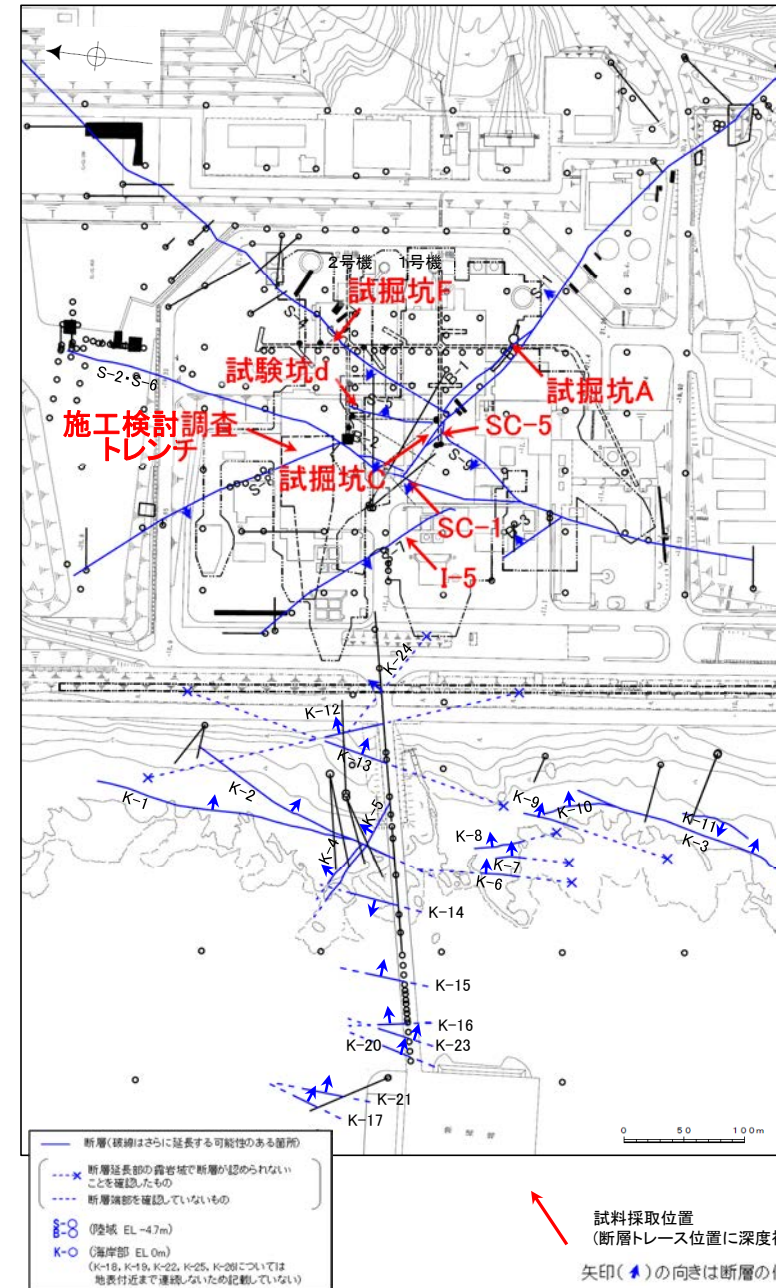 2号機 1号機
試掘坑F
S-4
S-1
試験坑d
試掘坑A
S-2・S-6
S-5
施工検討調査
トレンチ
B-2
SC-5
試掘坑C
SC-1
I-5
K-24
K-12
K-13
K-1
K-2
K-5
K-4
K-9
K-10
K-11
K-3
K-8
K-7
K-6
K-14
K-15
K-16
K-23
K-20
K-21
K-17
0 50 100m
断層(破線はさらに延長する可能性のある箇所)
断層延長部の露岩域で断層が認められない
ことを確認したもの
断層端部を確認していないもの
S-○
B-○ (陸域 EL -4.7m)
K-○ (海岸部 EL 0m)
(K-18, K-19, K-22, K-25, K-26については
地表付近まで連続しないため記載していない)
試料採取位置
(断層トレース位置に深度
矢印( )の向きは断層の